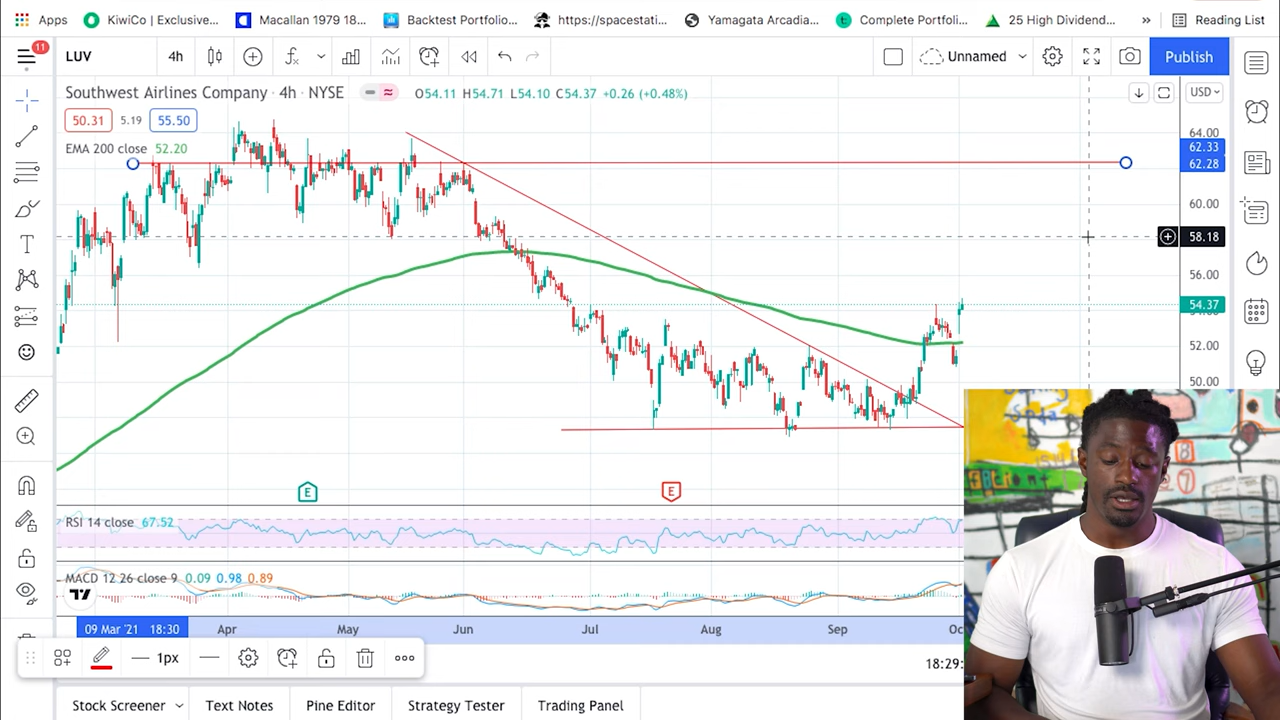 Apps
KiwiCo | Exclusive...
Macallan 1979 18...
Backtest Portfolio...
https://spacestati...
Yamagata Arcadia...
Complete Portfoli...
25 High Dividend...
»
Reading List
11
LUV
4h
Unnamed
Publish
Southwest Airlines Company · 4h · NYSE
O54.11 H54.71 L54.10 C54.37 +0.26 (+0.48%)
USD
50.31
5.19
55.50
EMA 200 close 52.20
64.00
62.33
62.28
60.00
58.18
56.00
54.37
54.00
52.00
50.00
E
E
RSI 14 close 67.52
MACD 12 26 close 9 0.09 0.98 0.89
09 Mar '21 18:30
Apr
May
Jun
Jul
Aug
Sep
Oc
1px
18:29:
Stock Screener
Text Notes
Pine Editor
Strategy Tester
Trading Panel